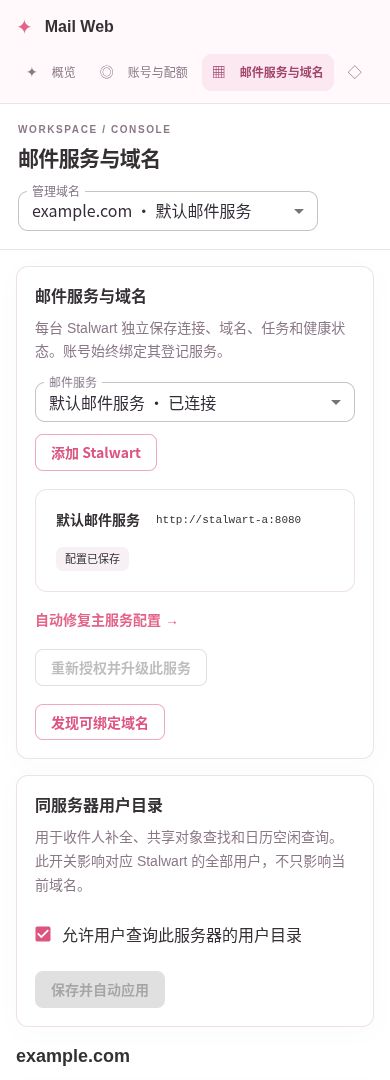 Mail Web
概览
账号与配额
邮件服务与域名
WORKSPACE / CONSOLE
邮件服务与域名
管理域名
example.com · 默认邮件服务
邮件服务与域名
每台 Stalwart 独立保存连接、域名、任务和健康状
态。账号始终绑定其登记服务。
邮件服务
默认邮件服务 · 已连接
添加 Stalwart
默认邮件服务 http://stalwart-a:8080
配置已保存
自动修复主服务配置 →
重新授权并升级此服务
发现可绑定域名
同服务器用户目录
用于收件人补全、共享对象查找和日历空闲查询。
此开关影响对应 Stalwart 的全部用户，不只影响当
前域名。
允许用户查询此服务器的用户目录
保存并自动应用
example.com